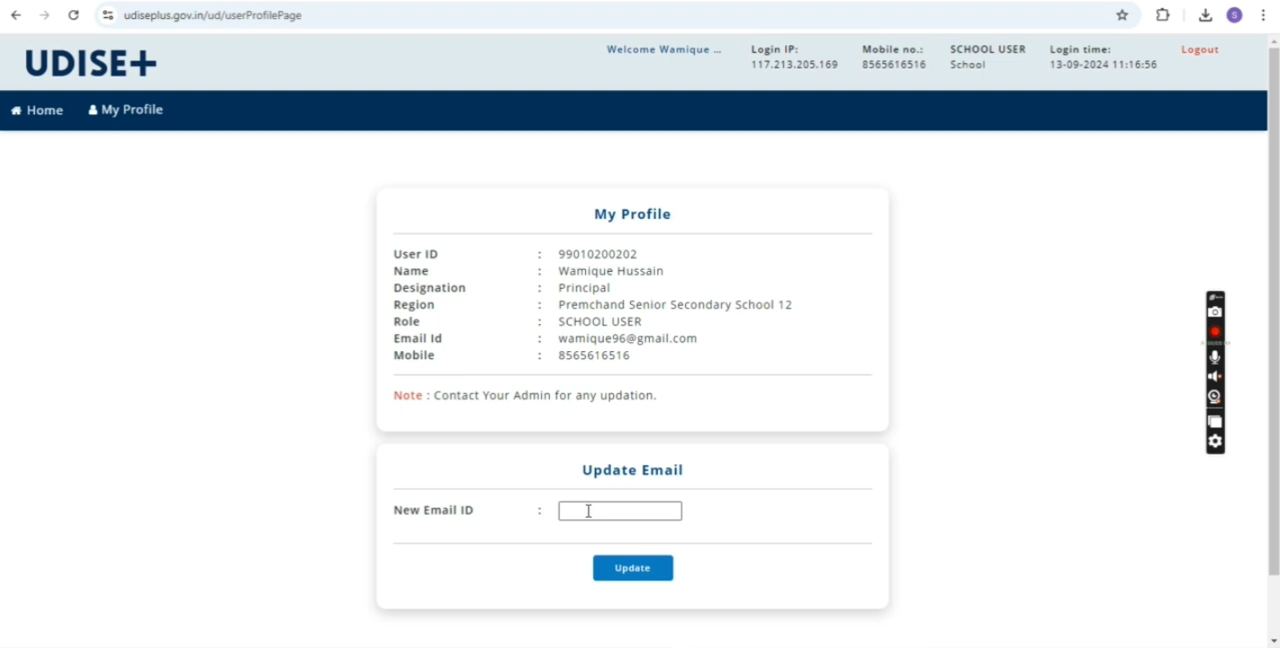 udiseplus.gov.in/ud/userProfilePage
S
UDISE+
Welcome Wamique ...
Login IP:
117.213.205.169
Mobile no.:
8565616516
SCHOOL USER
School
Login time:
13-09-2024 11:16:56
Logout
Home
My Profile
My Profile
User ID : 99010200202
Name : Wamique Hussain
Designation : Principal
Region : Premchand Senior Secondary School 12
Role : SCHOOL USER
Email Id : wamique96@gmail.com
Mobile : 8565616516
Note : Contact Your Admin for any updation.
Update Email
New Email ID :
Update